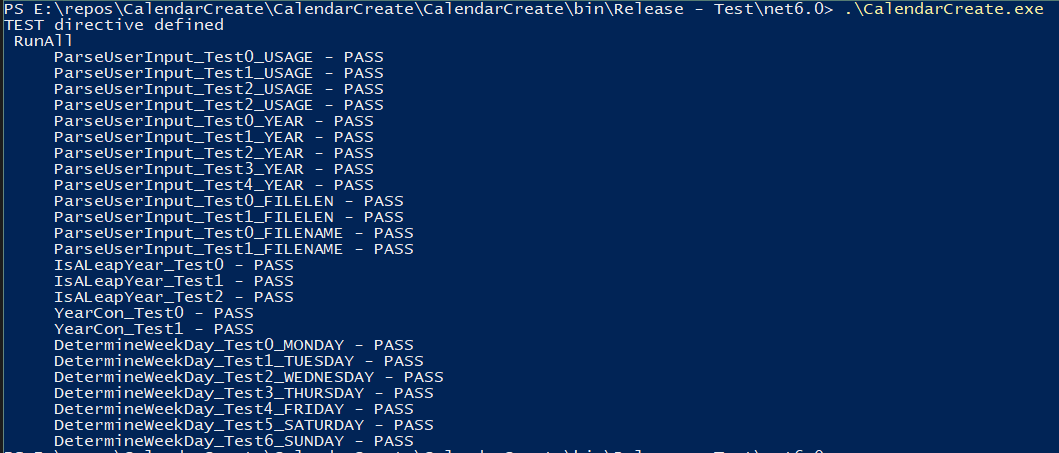 PS E:\repos\CalendarCreate\CalendarCreate\CalendarCreate\bin\Release - Test\net6.0> .\CalendarCreate.exe
TEST directive defined
RunAll
ParseUserInput_Test0_USAGE - PASS
ParseUserInput_Test1_USAGE - PASS
ParseUserInput_Test2_USAGE - PASS
ParseUserInput_Test2_USAGE - PASS
ParseUserInput_Test0_YEAR - PASS
ParseUserInput_Test1_YEAR - PASS
ParseUserInput_Test2_YEAR - PASS
ParseUserInput_Test3_YEAR - PASS
ParseUserInput_Test4_YEAR - PASS
ParseUserInput_Test0_FILELEN - PASS
ParseUserInput_Test1_FILELEN - PASS
ParseUserInput_Test0_FILENAME - PASS
ParseUserInput_Test1_FILENAME - PASS
IsALeapYear_Test0 - PASS
IsALeapYear_Test1 - PASS
IsALeapYear_Test2 - PASS
YearCon_Test0 - PASS
YearCon_Test1 - PASS
DetermineWeekDay_Test0_MONDAY - PASS
DetermineWeekDay_Test1_TUESDAY - PASS
DetermineWeekDay_Test2_WEDNESDAY - PASS
DetermineWeekDay_Test3_THURSDAY - PASS
DetermineWeekDay_Test4_FRIDAY - PASS
DetermineWeekDay_Test5_SATURDAY - PASS
DetermineWeekDay_Test6_SUNDAY - PASS